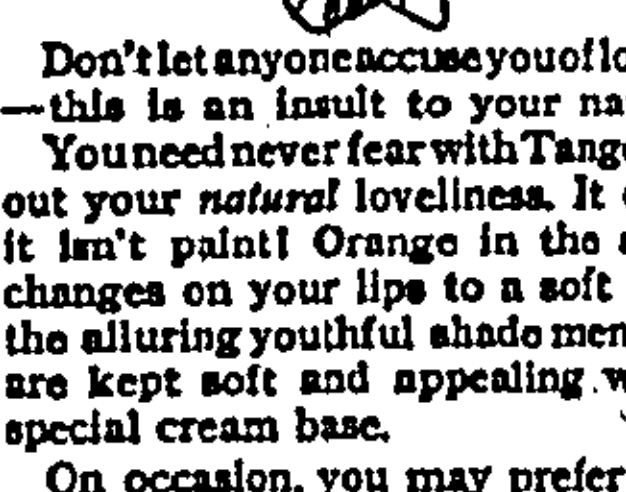 Don't let anyone accuse you of lo
—this is an insult to your na
You need never fear with Tang
out your natural loveliness. It
it isn't paint! Orange in the
changes on your lips to a soft
the alluring youthful shade men
are kept soft and appealing w
special cream base.
On occasion, you may prefer